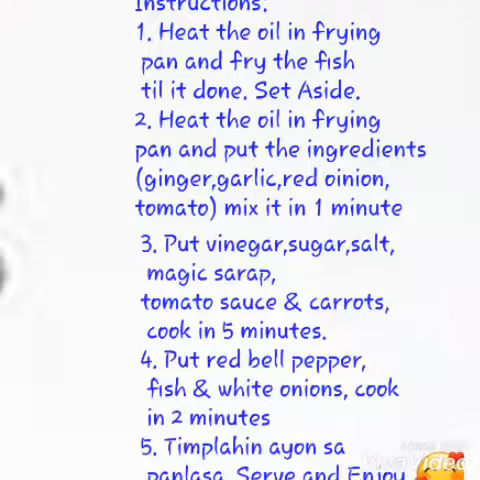 Instructions:
1. Heat the oil in frying
pan and fry the fish
til it done. Set Aside.
2. Heat the oil in frying
pan and put the ingredients
(ginger,garlic,red oinion,
tomato) mix it in 1 minute
3. Put vinegar,sugar,salt,
magic sarap,
tomato sauce & carrots,
cook in 5 minutes.
4. Put red bell pepper,
fish & white onions, cook
in 2 minutes
5. Timplahin ayon sa
panlasa. Serve and Enjoy
VivaVideo